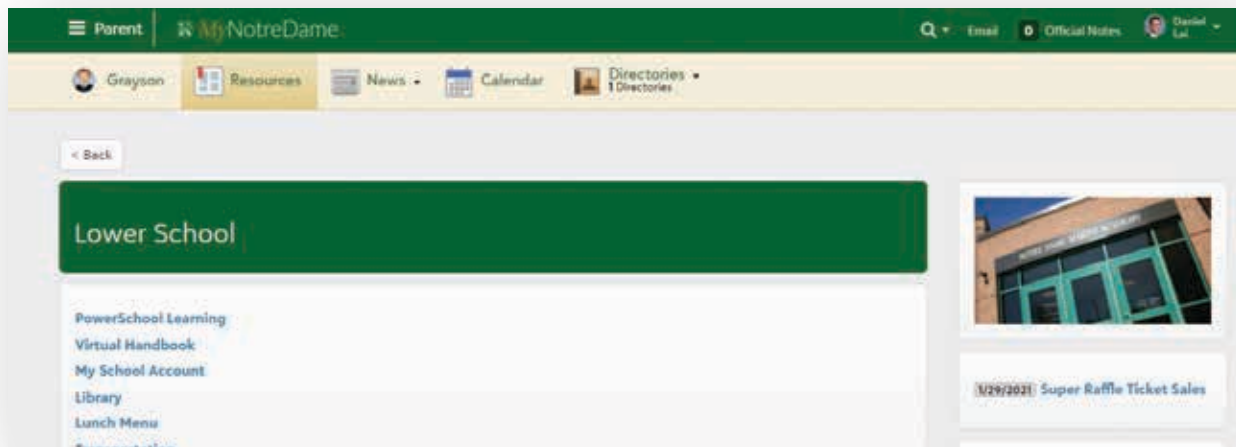 Parent MyNotreDame Email 0 Official Notes Daniel
Grayson Resources News Calendar Directories
1 Directories
< Back
Lower School
PowerSchool Learning
Virtual Handbook
My School Account
Library
Lunch Menu
1/29/2021 Super Raffle Ticket Sales